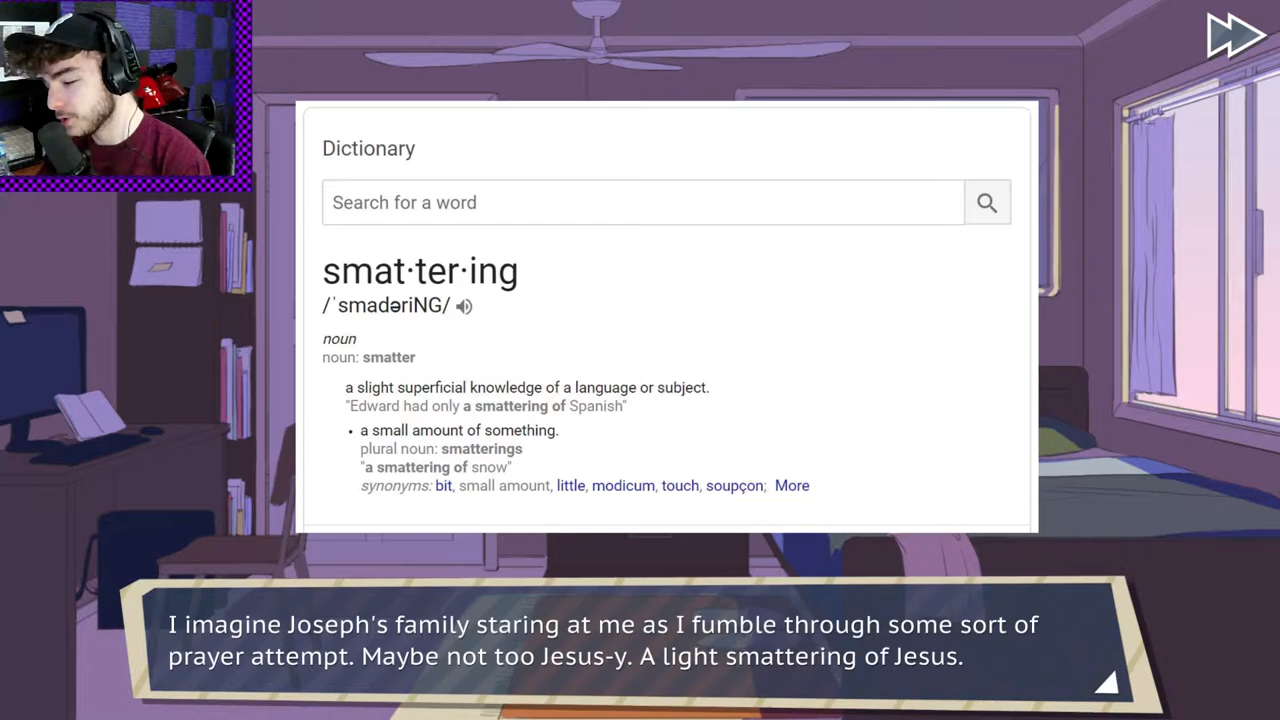 Dictionary
Search for a word
smat·ter·ing
/ˈsmadəriNG/
noun
noun: smatter
a slight superficial knowledge of a language or subject.
"Edward had only a smattering of Spanish"
• a small amount of something.
plural noun: smatterings
"a smattering of snow"
synonyms: bit, small amount, little, modicum, touch, soupçon; More
I imagine Joseph's family staring at me as I fumble through some sort of
prayer attempt. Maybe not too Jesus-y. A light smattering of Jesus.